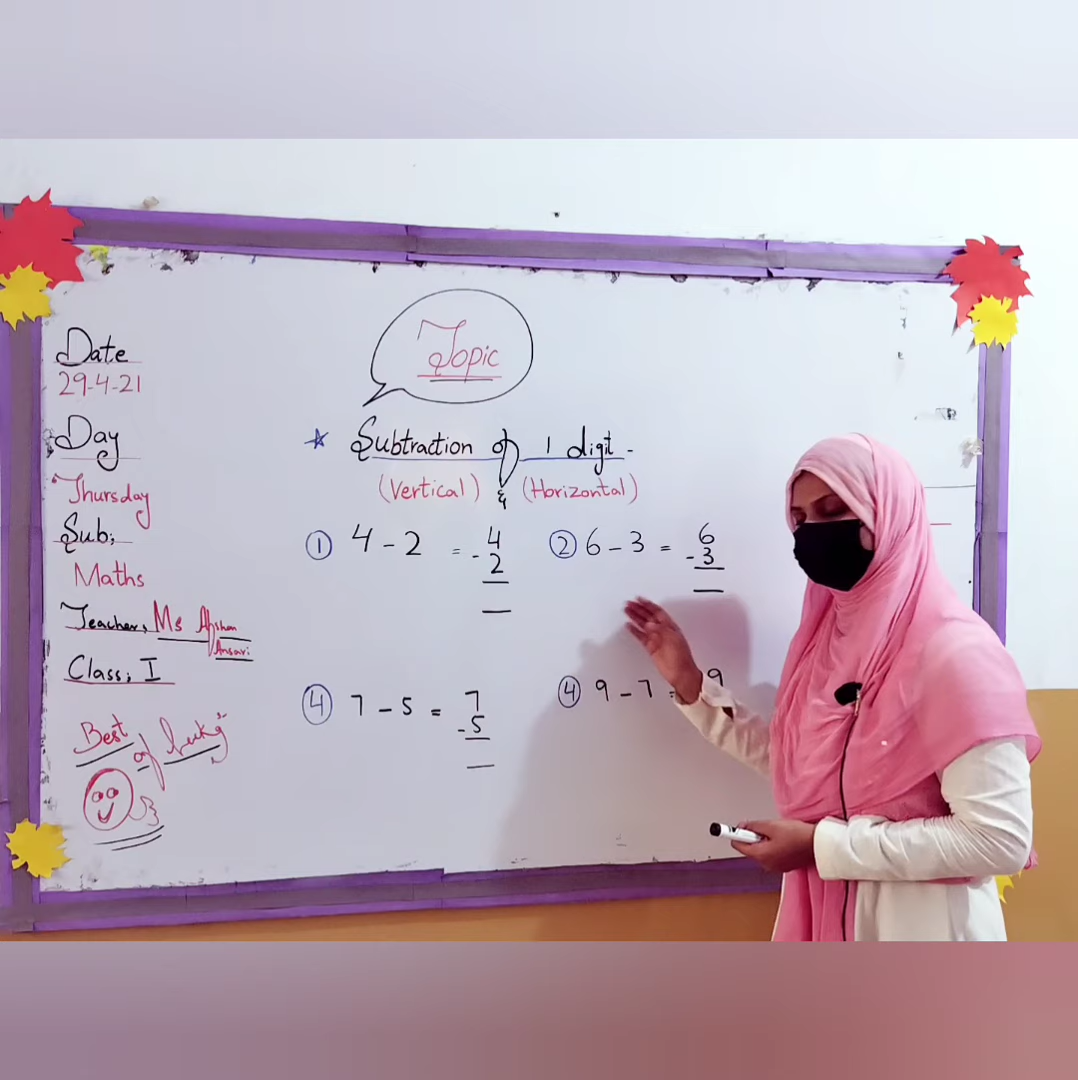 Date
29-4-21
Day
Thursday
Sub;
Maths
Teacher, Ms Afshan
Ansari
Class; I
Best of luck
Topic
Subtraction of 1 digit -
(Vertical) & (Horizontal)
① 4 - 2 = 4
- 2
② 6 - 3 = 6
- 3
④ 7 - 5 = 7
- 5
④ 9 - 7 = 9